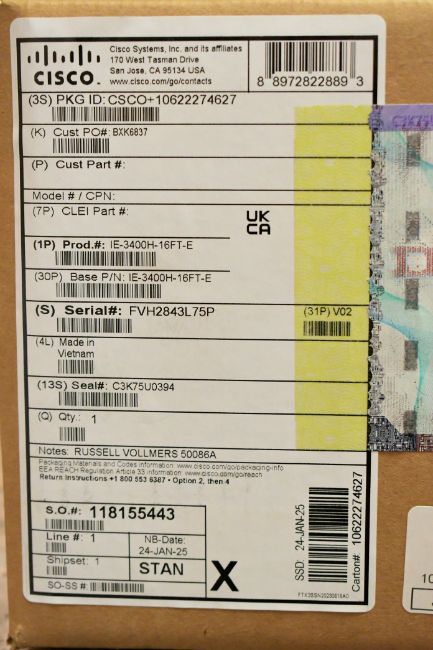 CISCO
Cisco Systems, Inc. and its affiliates
170 West Tasman Drive
San Jose, CA 95134 USA
www.cisco.com/go/contacts
8 8972822889 3
(3S) PKG ID: CSCO+10622274627
(K) Cust PO#: BXK6837
(P) Cust Part #:
Model # / CPN:
(7P) CLEI Part #:
UK
CA
(1P) Prod.#: IE-3400H-16FT-E
(30P) Base P/N: IE-3400H-16FT-E
(S) Serial#: FVH2843L75P
(31P) V02
(4L) Made in
Vietnam
(13S) Seal#: C3K75U0394
(Q) Qty.: 1
Notes: RUSSELL VOLLMERS 50086A
Packaging Materials and Codes information: www.cisco.com/go/packaging-info
EEA REACH Regulation Article 33 information: www.cisco.com/go/reach
Return Instructions +1 800 553 6387 • Option 2, then 4
S.O.#: 118155443
Line #: 1
NB-Date:
24-JAN-25
Shipset: 1
STAN
X
SO-SS #:
SSD: 24-JAN-25
Carton#: 10622274627
10